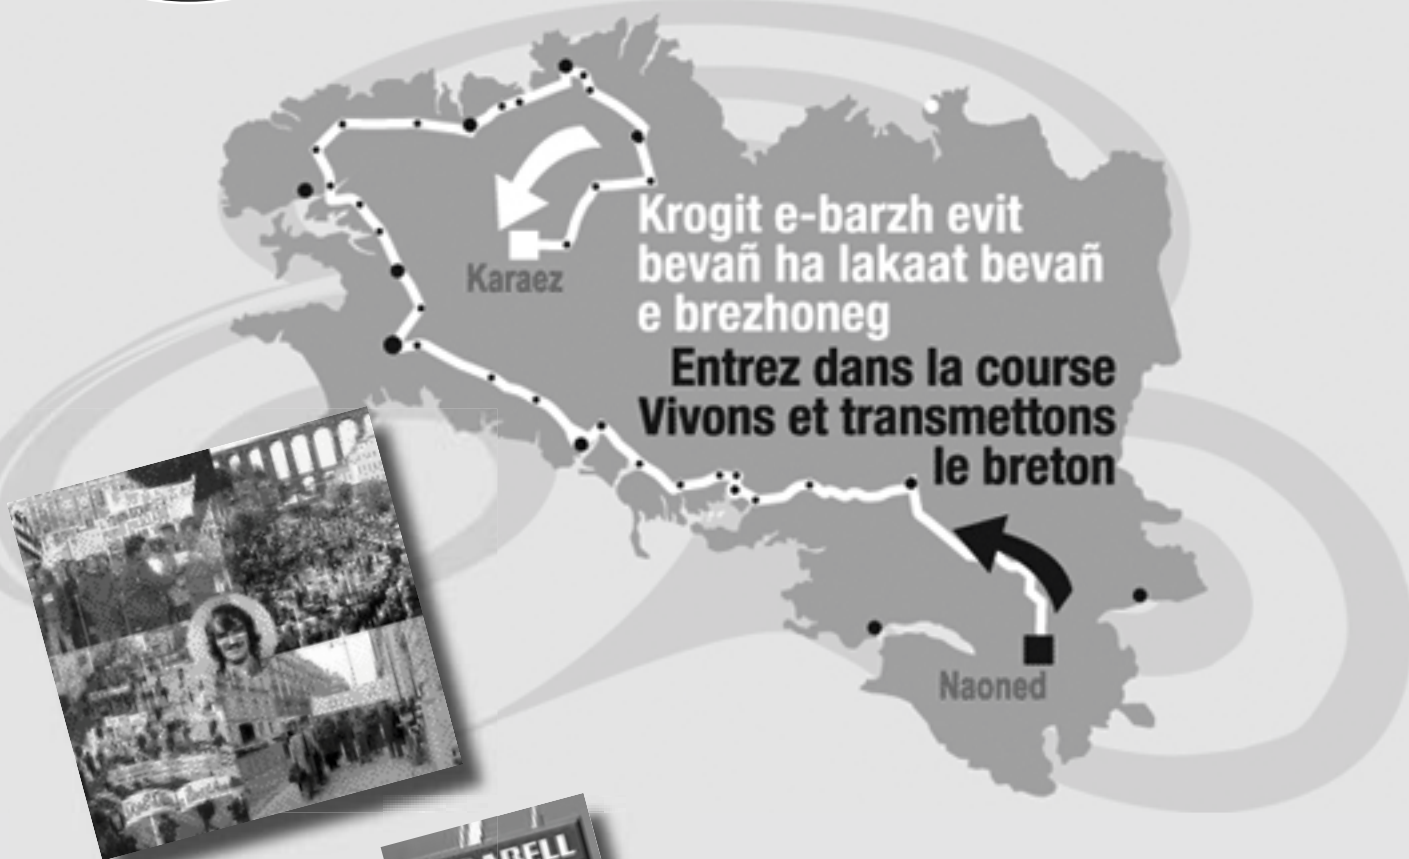 Krogit e-barzh evit
bevañ ha lakaat bevañ
e brezhoneg
Karaez
Entrez dans la course
Vivons et transmettons
le breton
Naoned